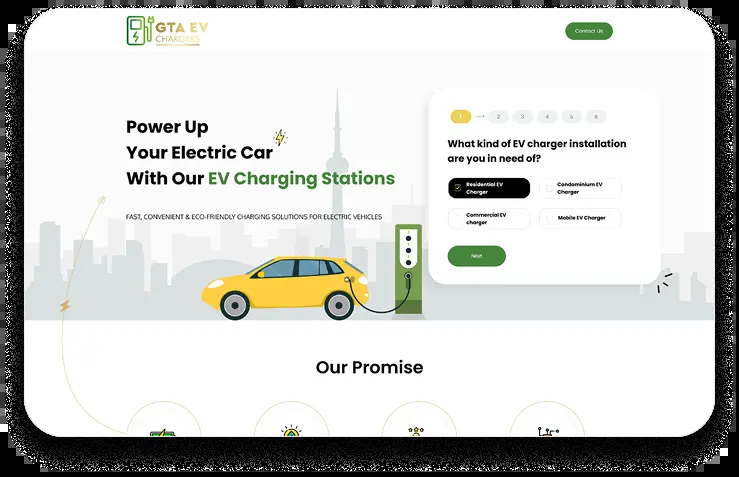 GTA EV
CHARGERS
Contact Us
Power Up
Your Electric Car
With Our EV Charging Stations
FAST, CONVENIENT & ECO-FRIENDLY CHARGING SOLUTIONS FOR ELECTRIC VEHICLES
1 → 2 3 4 5 6
What kind of EV charger installation
are you in need of?
Residential EV
Charger
Condominium EV
Charger
Commercial EV
charger
Mobile EV Charger
Next
Our Promise